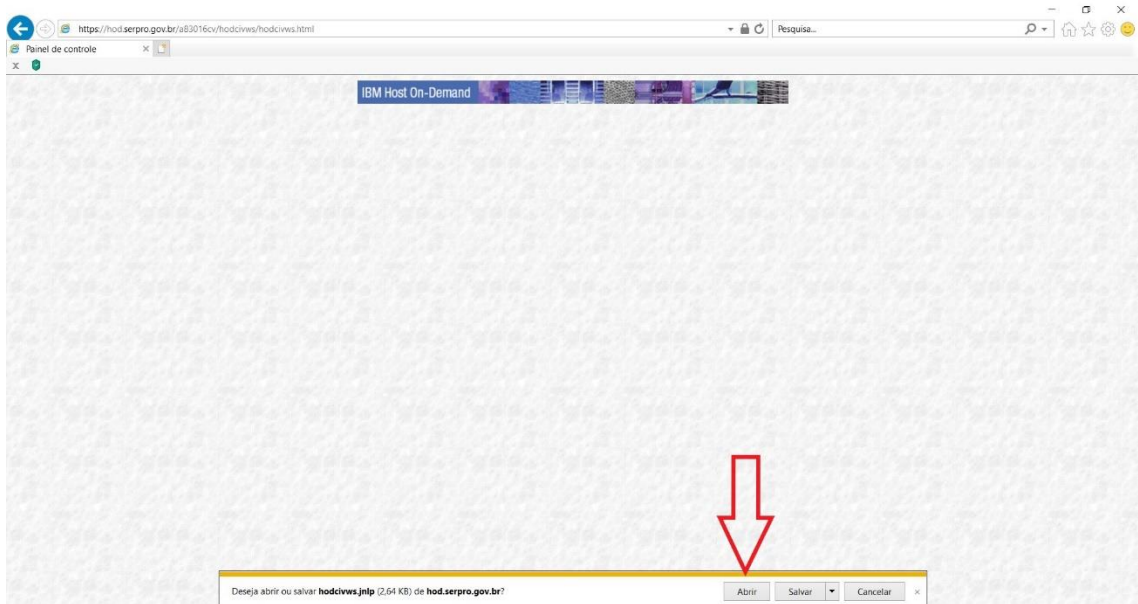 https://hod.serpro.gov.br/a83016cv/hodcivws/hodcivws.html
Pesquisa...
Painel de controle
IBM Host On-Demand
Deseja abrir ou salvar hodcivws.jnlp (2,64 KB) de hod.serpro.gov.br?
Abrir
Salvar
Cancelar